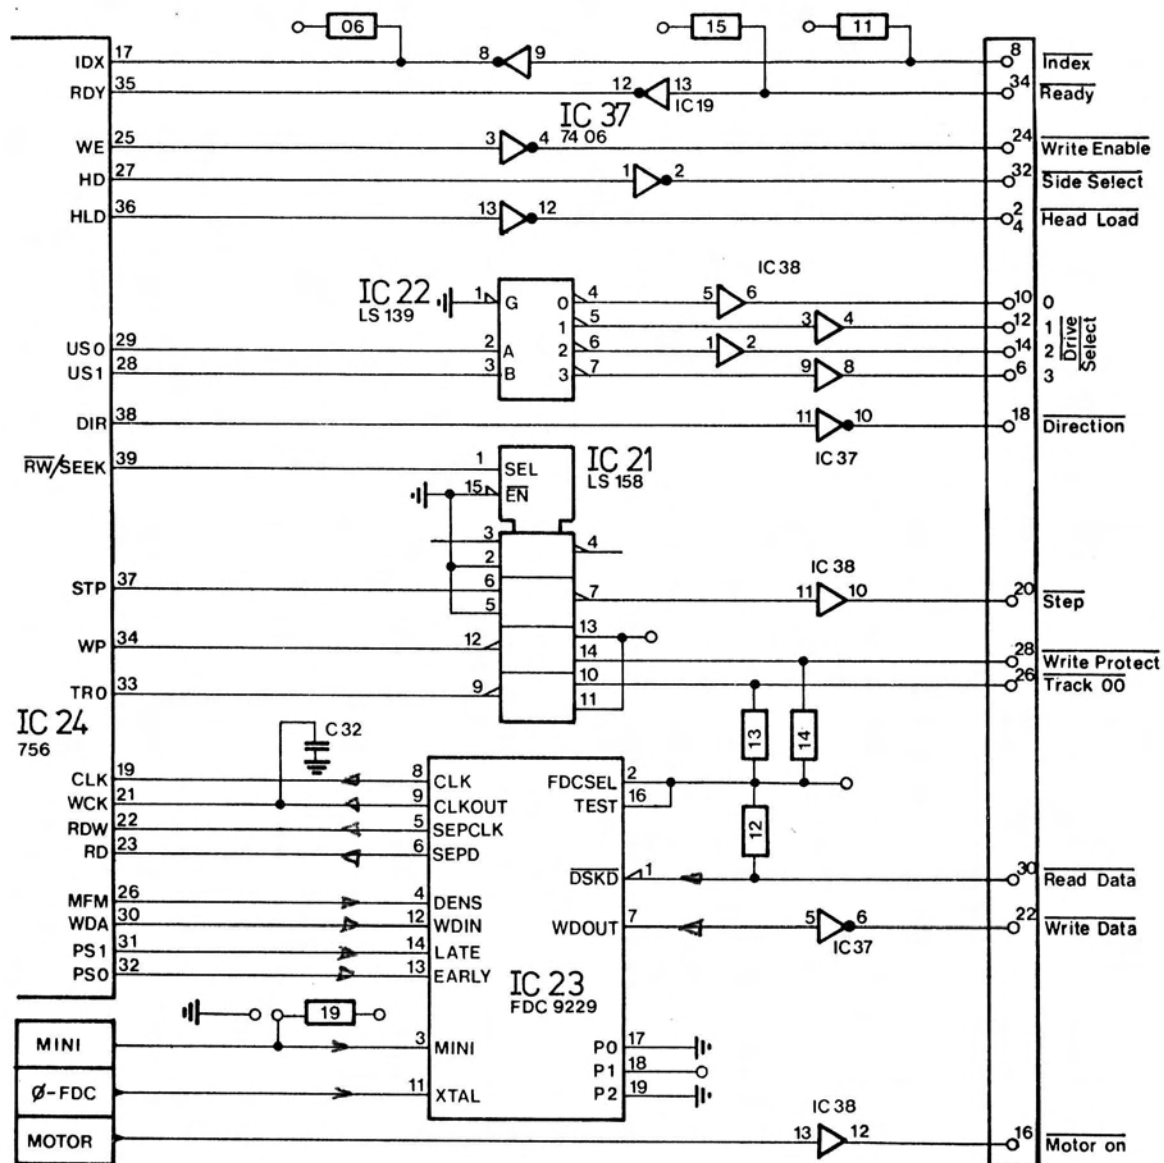 06 15 11
IDX 17 8 9 8 Index
RDY 35 12 13 34 Ready
IC19
IC 37
74 06
WE 25 3 4 24 Write Enable
HD 27 1 2 32 Side Select
HLD 36 13 12 2 4 Head Load
IC 38
IC 22
LS 139
1 G 0 4 5 6 10 0
1 5 3 4 12 1
US0 29 2 A 2 6 1 2 14 2
US1 28 3 B 3 7 9 8 6 3
Drive Select
DIR 38 11 10 18 Direction
IC 37
RW/SEEK 39 1 SEL
IC 21
LS 158
15 EN
3 4
2
IC 38
STP 37 6 7 11 10 20 Step
5
13
WP 34 12 14 28 Write Protect
TR0 33 9 10 26 Track 00
11
IC 24
756
C 32
13 14
CLK 19 8 CLK FDCSEL 2
WCK 21 9 CLKOUT TEST 16
RDW 22 5 SEPCLK
12
RD 23 6 SEPD
DSKD 1 30 Read Data
MFM 26 4 DENS
WDA 30 12 WDIN WDOUT 7 5 6 22 Write Data
IC37
PS1 31 14 LATE
PS0 32 13 EARLY
IC 23
FDC 9229
19
MINI 3 MINI P0 17
P1 18
Ø-FDC 11 XTAL P2 19
IC 38
MOTOR 13 12 16 Motor on